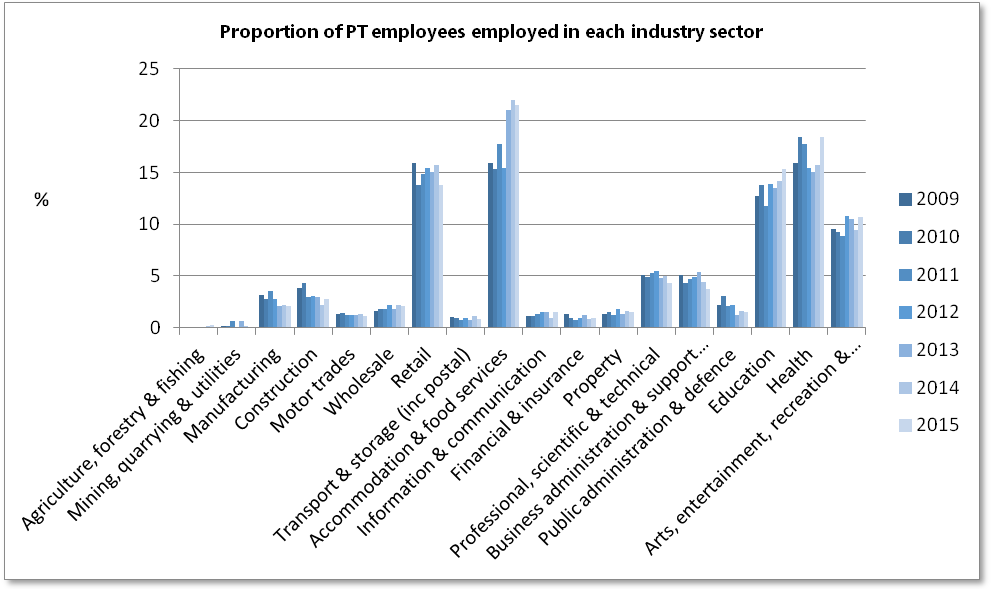 Proportion of PT employees employed in each industry sector
25
20
15
10
5
0
%
Agriculture, forestry & fishing
Mining, quarrying & utilities
Manufacturing
Construction
Motor trades
Wholesale
Retail
Transport & storage (inc postal)
Accommodation & food services
Information & communication
Financial & insurance
Property
Professional, scientific & technical
Business administration & support...
Public administration & defence
Education
Health
Arts, entertainment, recreation &...
2009
2010
2011
2012
2013
2014
2015